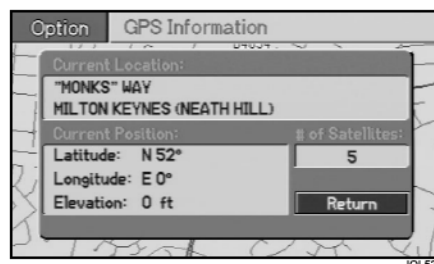 Option GPS Information
Current Location:
"MONKS" WAY
MILTON KEYNES (NEATH HILL)
Current Position: # of Satellites:
Latitude: N 52° 5
Longitude: E 0°
Elevation: 0 ft Return